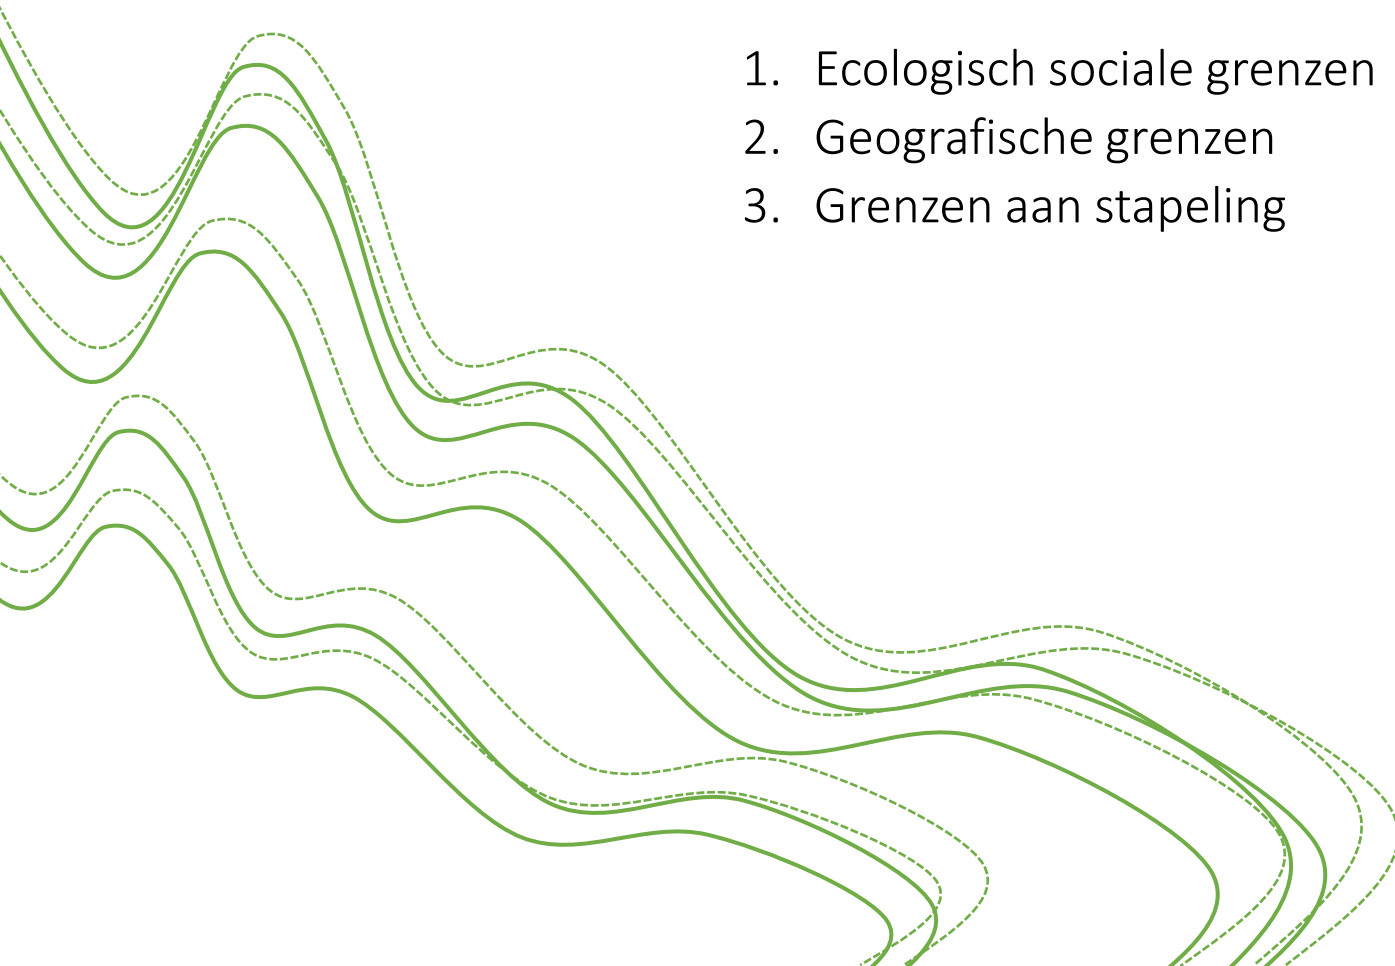 1. Ecologisch sociale grenzen
2. Geografische grenzen
3. Grenzen aan stapeling